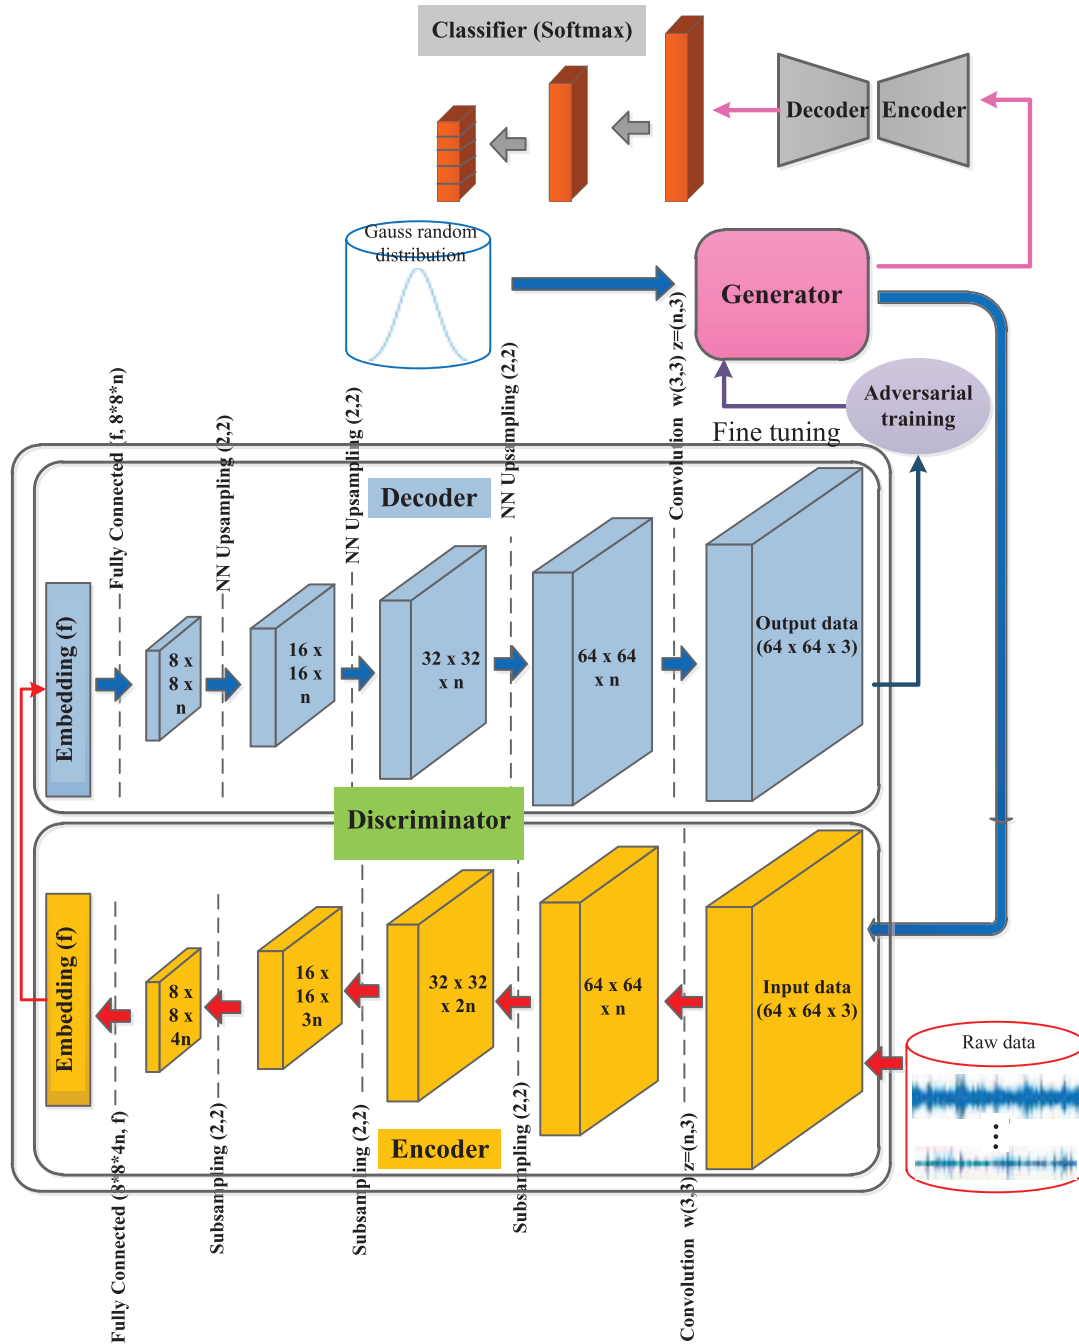 Classifier (Softmax)
Decoder
Encoder
Gauss random
distribution
Generator
Adversarial
training
Fine tuning
Fully Connected (f, 8*8*n)
NN Upsampling (2,2)
NN Upsampling (2,2)
NN Upsampling (2,2)
Convolution w(3,3) z=(n,3)
Decoder
Embedding (f)
8 x
8 x
n
16 x
16 x
n
32 x 32
x n
64 x 64
x n
Output data
(64 x 64 x 3)
Discriminator
Embedding (f)
8 x
8 x
4n
16 x
16 x
3n
32 x 32
x 2n
64 x 64
x n
Input data
(64 x 64 x 3)
Raw data
Encoder
Fully Connected (8*8*4n, f)
Subsampling (2,2)
Subsampling (2,2)
Subsampling (2,2)
Convolution w(3,3) z=(n,3)